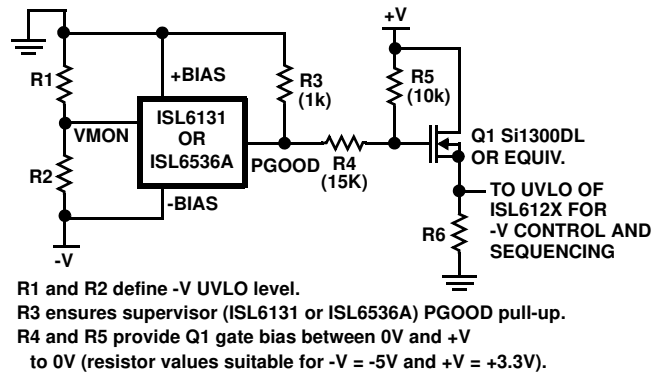 +V
R1
+BIAS
R3
(1k)
R5
(10k)
ISL6131
OR
ISL6536A
VMON
PGOOD
R4
(15K)
Q1 Si1300DL
OR EQUIV.
R2
-BIAS
-V
TO UVLO OF
ISL612X FOR
-V CONTROL AND
SEQUENCING
R6
R1 and R2 define -V UVLO level.
R3 ensures supervisor (ISL6131 or ISL6536A) PGOOD pull-up.
R4 and R5 provide Q1 gate bias between 0V and +V
to 0V (resistor values suitable for -V = -5V and +V = +3.3V).